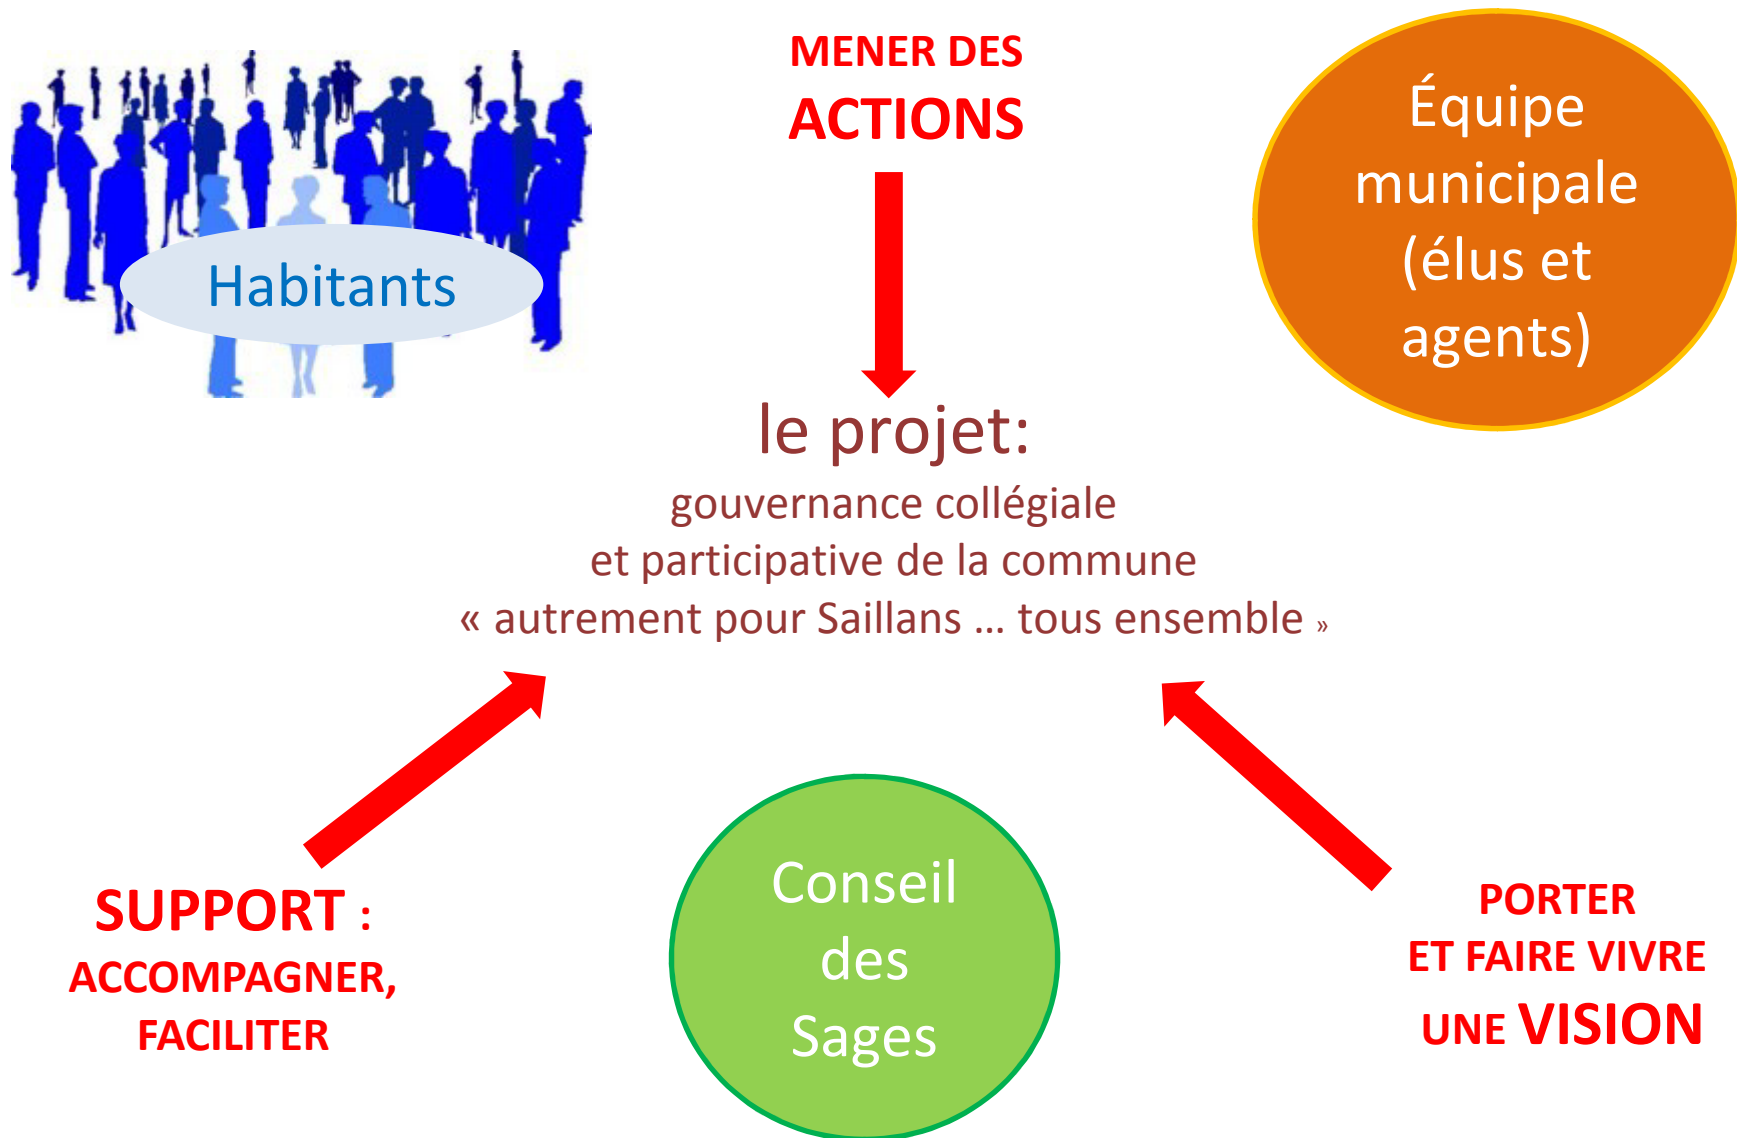 Habitants
MENER DES
ACTIONS
Équipe
municipale
(élus et
agents)
le projet:
gouvernance collégiale
et participative de la commune
« autrement pour Saillans ... tous ensemble »
SUPPORT :
ACCOMPAGNER,
FACILITER
Conseil
des
Sages
PORTER
ET FAIRE VIVRE
UNE VISION